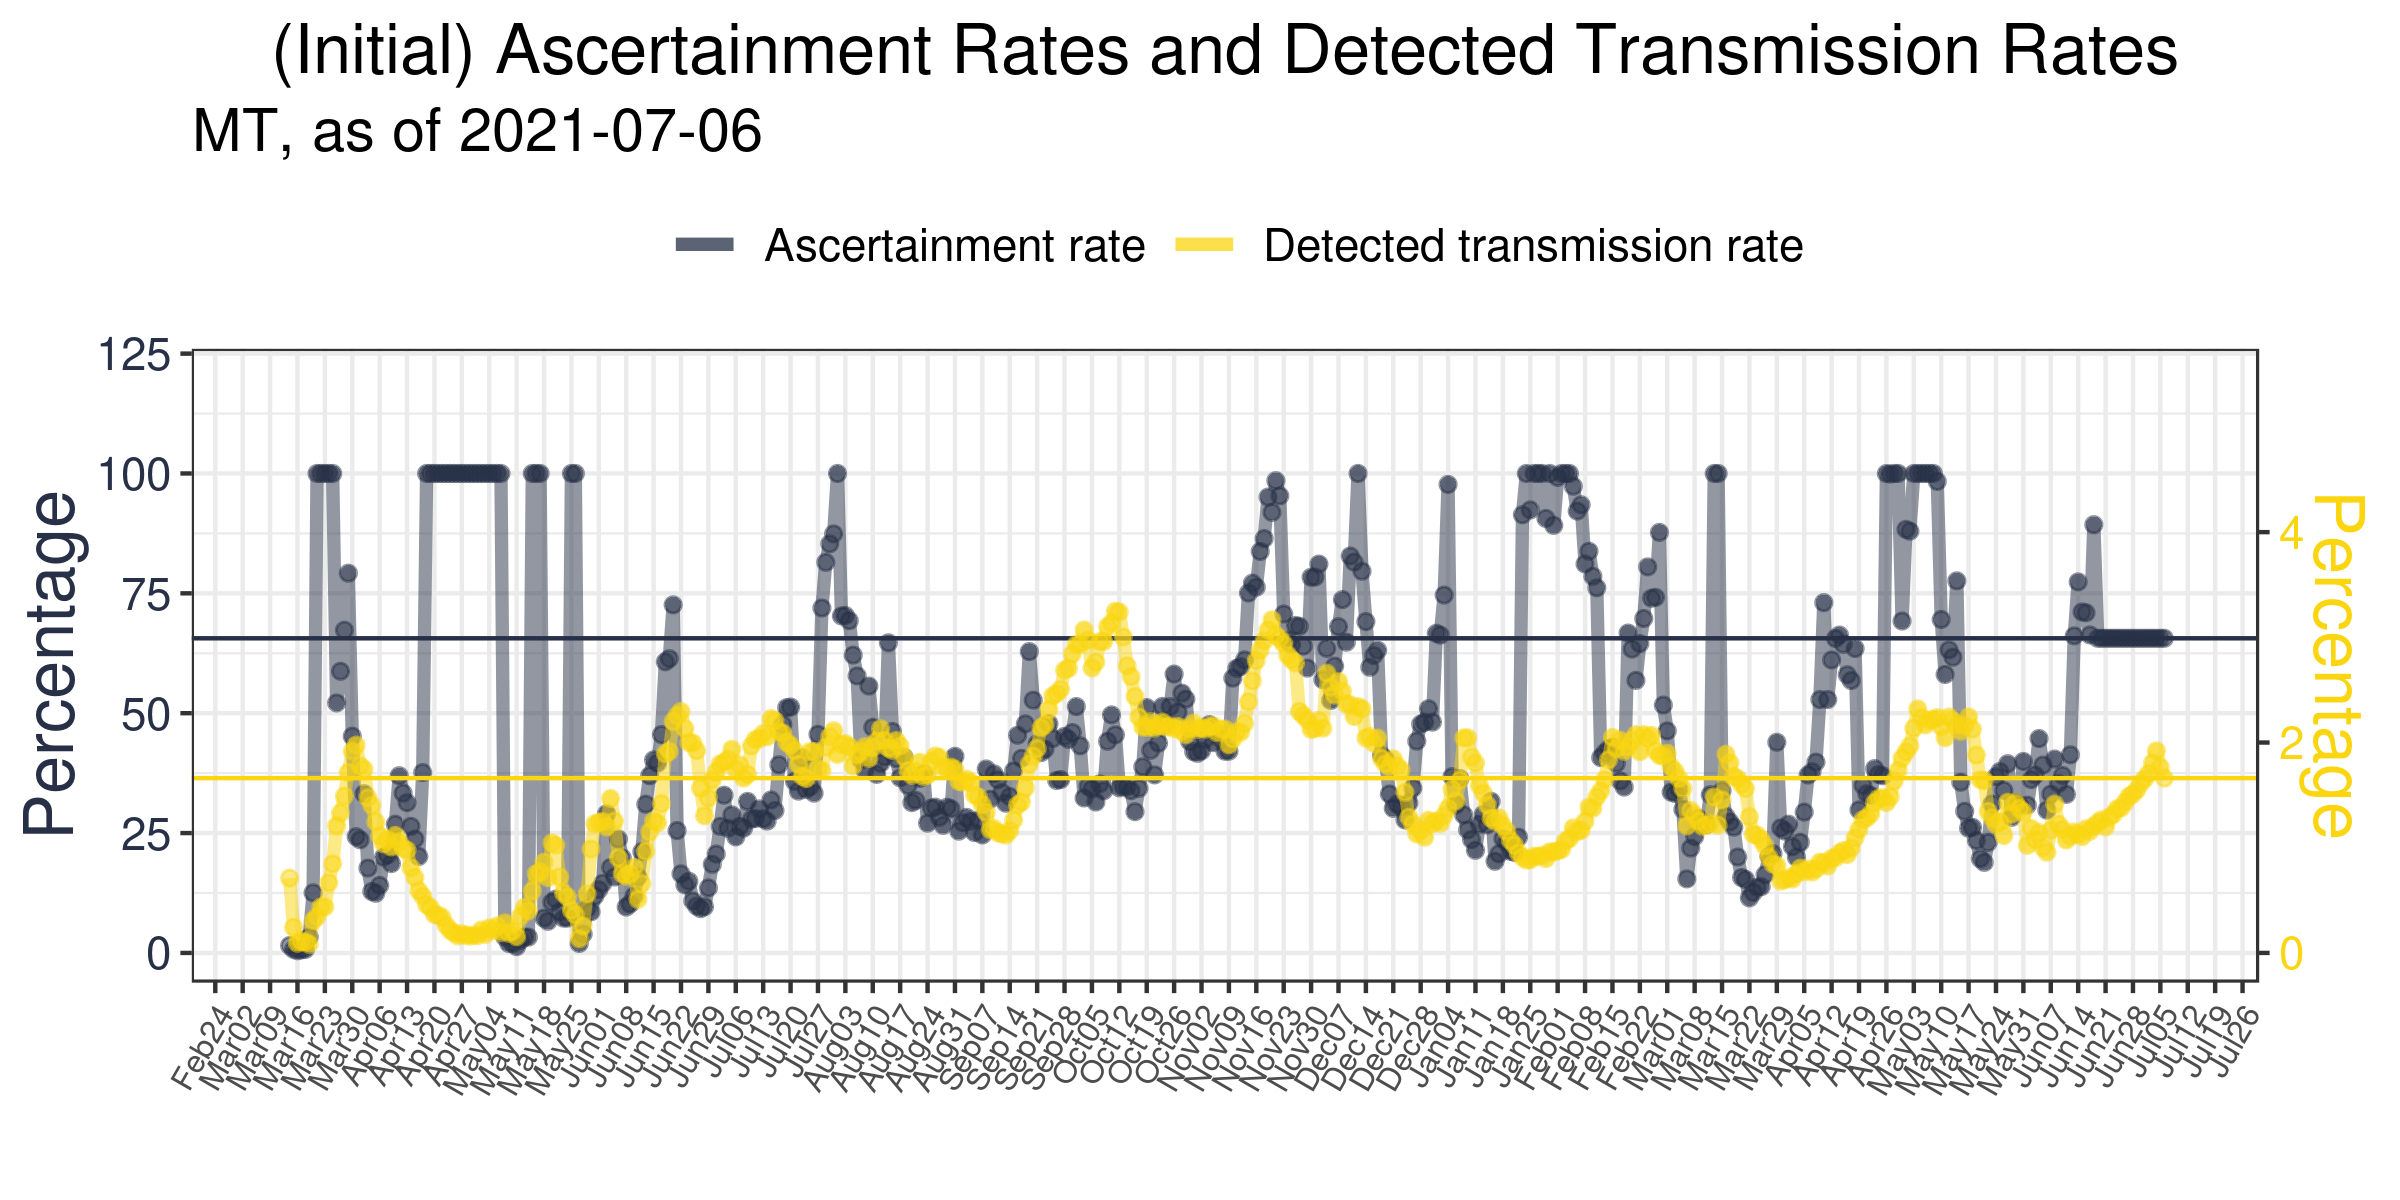 (Initial) Ascertainment Rates and Detected Transmission Rates
MT, as of 2021-07-06
Ascertainment rate
Detected transmission rate
Percentage
125
100
75
50
25
0
Percentage
4
2
0
Feb24
Mar02
Mar09
Mar16
Mar23
Mar30
Apr06
Apr13
Apr20
Apr27
May04
May11
May18
May25
Jun01
Jun08
Jun15
Jun22
Jun29
Jul06
Jul13
Jul20
Jul27
Aug03
Aug10
Aug17
Aug24
Aug31
Sep07
Sep14
Sep21
Sep28
Oct05
Oct12
Oct19
Oct26
Nov02
Nov09
Nov16
Nov23
Nov30
Dec07
Dec14
Dec21
Dec28
Jan04
Jan11
Jan18
Jan25
Feb01
Feb08
Feb15
Feb22
Mar01
Mar08
Mar15
Mar22
Mar29
Apr05
Apr12
Apr19
Apr26
May03
May10
May17
May24
May31
Jun07
Jun14
Jun21
Jun28
Jul05
Jul12
Jul19
Jul26